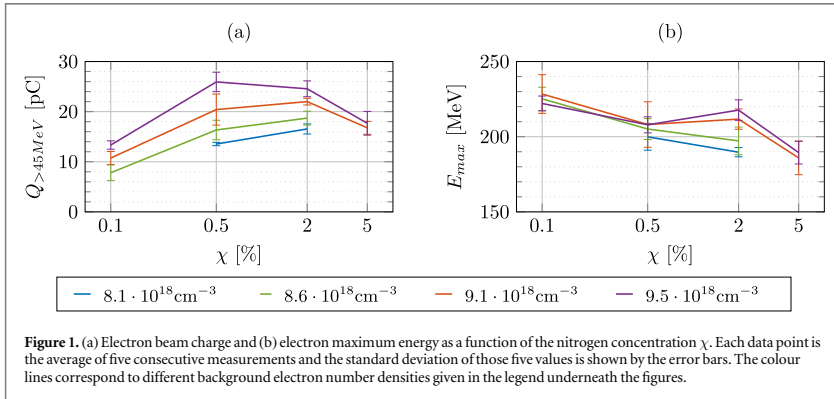 (a)
(b)
Q>45MeV [pC]
30
20
10
0
0.1 0.5 2 5
χ [%]
Emax [MeV]
250
200
150
0.1 0.5 2 5
χ [%]
8.1 · 10^18cm^−3 8.6 · 10^18cm^−3 9.1 · 10^18cm^−3 9.5 · 10^18cm^−3
Figure 1. (a) Electron beam charge and (b) electron maximum energy as a function of the nitrogen concentration χ. Each data point is
the average of five consecutive measurements and the standard deviation of those five values is shown by the error bars. The colour
lines correspond to different background electron number densities given in the legend underneath the figures.